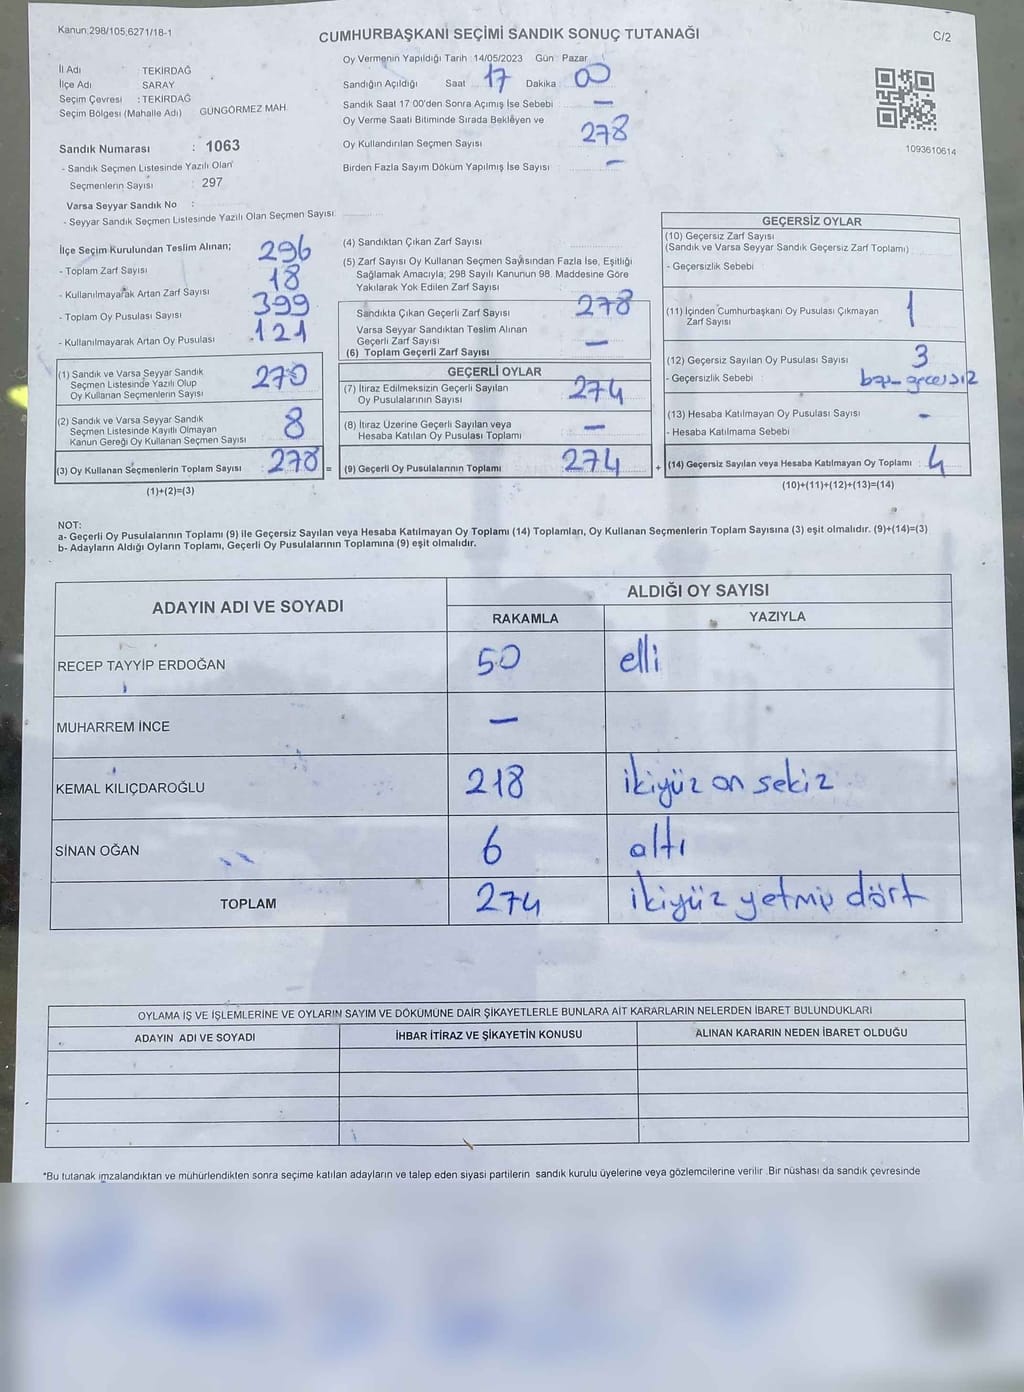 Kanun:298/105,6271/18-1
CUMHURBAŞKANI SEÇİMİ SANDIK SONUÇ TUTANAĞI
C/2
İl Adı TEKİRDAĞ
İlçe Adı SARAY
Seçim Çevresi : TEKİRDAĞ
Seçim Bölgesi (Mahalle Adı) GÜNGÖRMEZ MAH.
Oy Vermenin Yapıldığı Tarih :14/05/2023 Gün : Pazar
Sandığın Açıldığı Saat 17 Dakika : 00
Sandık Saat 17 00'den Sonra Açımış İse Sebebi —
Oy Verme Saati Bitiminde Sırada Bekleyen ve
Oy Kullandırılan Seçmen Sayısı 278
Birden Fazla Sayım Döküm Yapılmış İse Sayısı : —
1093610614
Sandık Numarası : 1063
- Sandık Seçmen Listesinde Yazılı Olan
Seçmenlerin Sayısı : 297
Varsa Seyyar Sandık No :
- Seyyar Sandık Seçmen Listesinde Yazılı Olan Seçmen Sayısı
İlçe Seçim Kurulundan Teslim Alınan;
- Toplam Zarf Sayısı 296
- Kullanılmayarak Artan Zarf Sayısı 18
- Toplam Oy Pusulası Sayısı 399
- Kullanılmayarak Artan Oy Pusulası 121
(1) Sandık ve Varsa Seyyar Sandık
Seçmen Listesinde Yazılı Olup
Oy Kullanan Seçmenlerin Sayısı 270
(2) Sandık ve Varsa Seyyar Sandık
Seçmen Listesinde Kayıtlı Olmayan
Kanun Gereği Oy Kullanan Seçmen Sayısı 8
(3) Oy Kullanan Seçmenlerin Toplam Sayısı : 278 =
(1)+(2)=(3)
(4) Sandıktan Çıkan Zarf Sayısı
(5) Zarf Sayısı Oy Kullanan Seçmen Sayısından Fazla İse, Eşitliği
Sağlamak Amacıyla; 298 Sayılı Kanunun 98. Maddesine Göre
Yakılarak Yok Edilen Zarf Sayısı
Sandıkta Çıkan Geçerli Zarf Sayısı 278
Varsa Seyyar Sandıktan Teslim Alınan
Geçerli Zarf Sayısı —
(6) Toplam Geçerli Zarf Sayısı
GEÇERLİ OYLAR
(7) İtiraz Edilmeksizin Geçerli Sayılan
Oy Pusulalarının Sayısı 274
(8) İtiraz Üzerine Geçerli Sayılan veya
Hesaba Katılan Oy Pusulası Toplamı —
(9) Geçerli Oy Pusulalarının Toplamı 274 +
GEÇERSİZ OYLAR
(10) Geçersiz Zarf Sayısı
(Sandık ve Varsa Seyyar Sandık Geçersiz Zarf Toplamı)
- Geçersizlik Sebebi
(11) İçinden Cumhurbaşkanı Oy Pusulası Çıkmayan
Zarf Sayısı 1
(12) Geçersiz Sayılan Oy Pusulası Sayısı 3
- Geçersizlik Sebebi :
(13) Hesaba Katılmayan Oy Pusulası Sayısı -
- Hesaba Katılmama Sebebi
(14) Geçersiz Sayılan veya Hesaba Katılmayan Oy Toplamı : 4
(10)+(11)+(12)+(13)=(14)
NOT:
a- Geçerli Oy Pusulalarının Toplamı (9) ile Geçersiz Sayılan veya Hesaba Katılmayan Oy Toplamı (14) Toplamları, Oy Kullanan Seçmenlerin Toplam Sayısına (3) eşit olmalıdır. (9)+(14)=(3)
b- Adayların Aldığı Oyların Toplamı, Geçerli Oy Pusulalarının Toplamına (9) eşit olmalıdır.
ADAYIN ADI VE SOYADI ALDIĞI OY SAYISI
RAKAMLA YAZIYLA
RECEP TAYYİP ERDOĞAN 50 elli
MUHARREM İNCE —
KEMAL KILIÇDAROĞLU 218 ikiyüz on sekiz
SİNAN OĞAN 6 altı
TOPLAM 274 ikiyüz yetmiş dört
OYLAMA İŞ VE İŞLEMLERİNE VE OYLARIN SAYIM VE DÖKÜMÜNE DAİR ŞİKAYETLERLE BUNLARA AİT KARARLARIN NELERDEN İBARET BULUNDUKLARI
ADAYIN ADI VE SOYADI İHBAR İTİRAZ VE ŞİKAYETİN KONUSU ALINAN KARARIN NEDEN İBARET OLDUĞU
*Bu tutanak imzalandıktan ve mühürlendikten sonra seçime katılan adayların ve talep eden siyasi partilerin sandık kurulu üyelerine veya gözlemcilerine verilir .Bir nüshası da sandık çevresinde